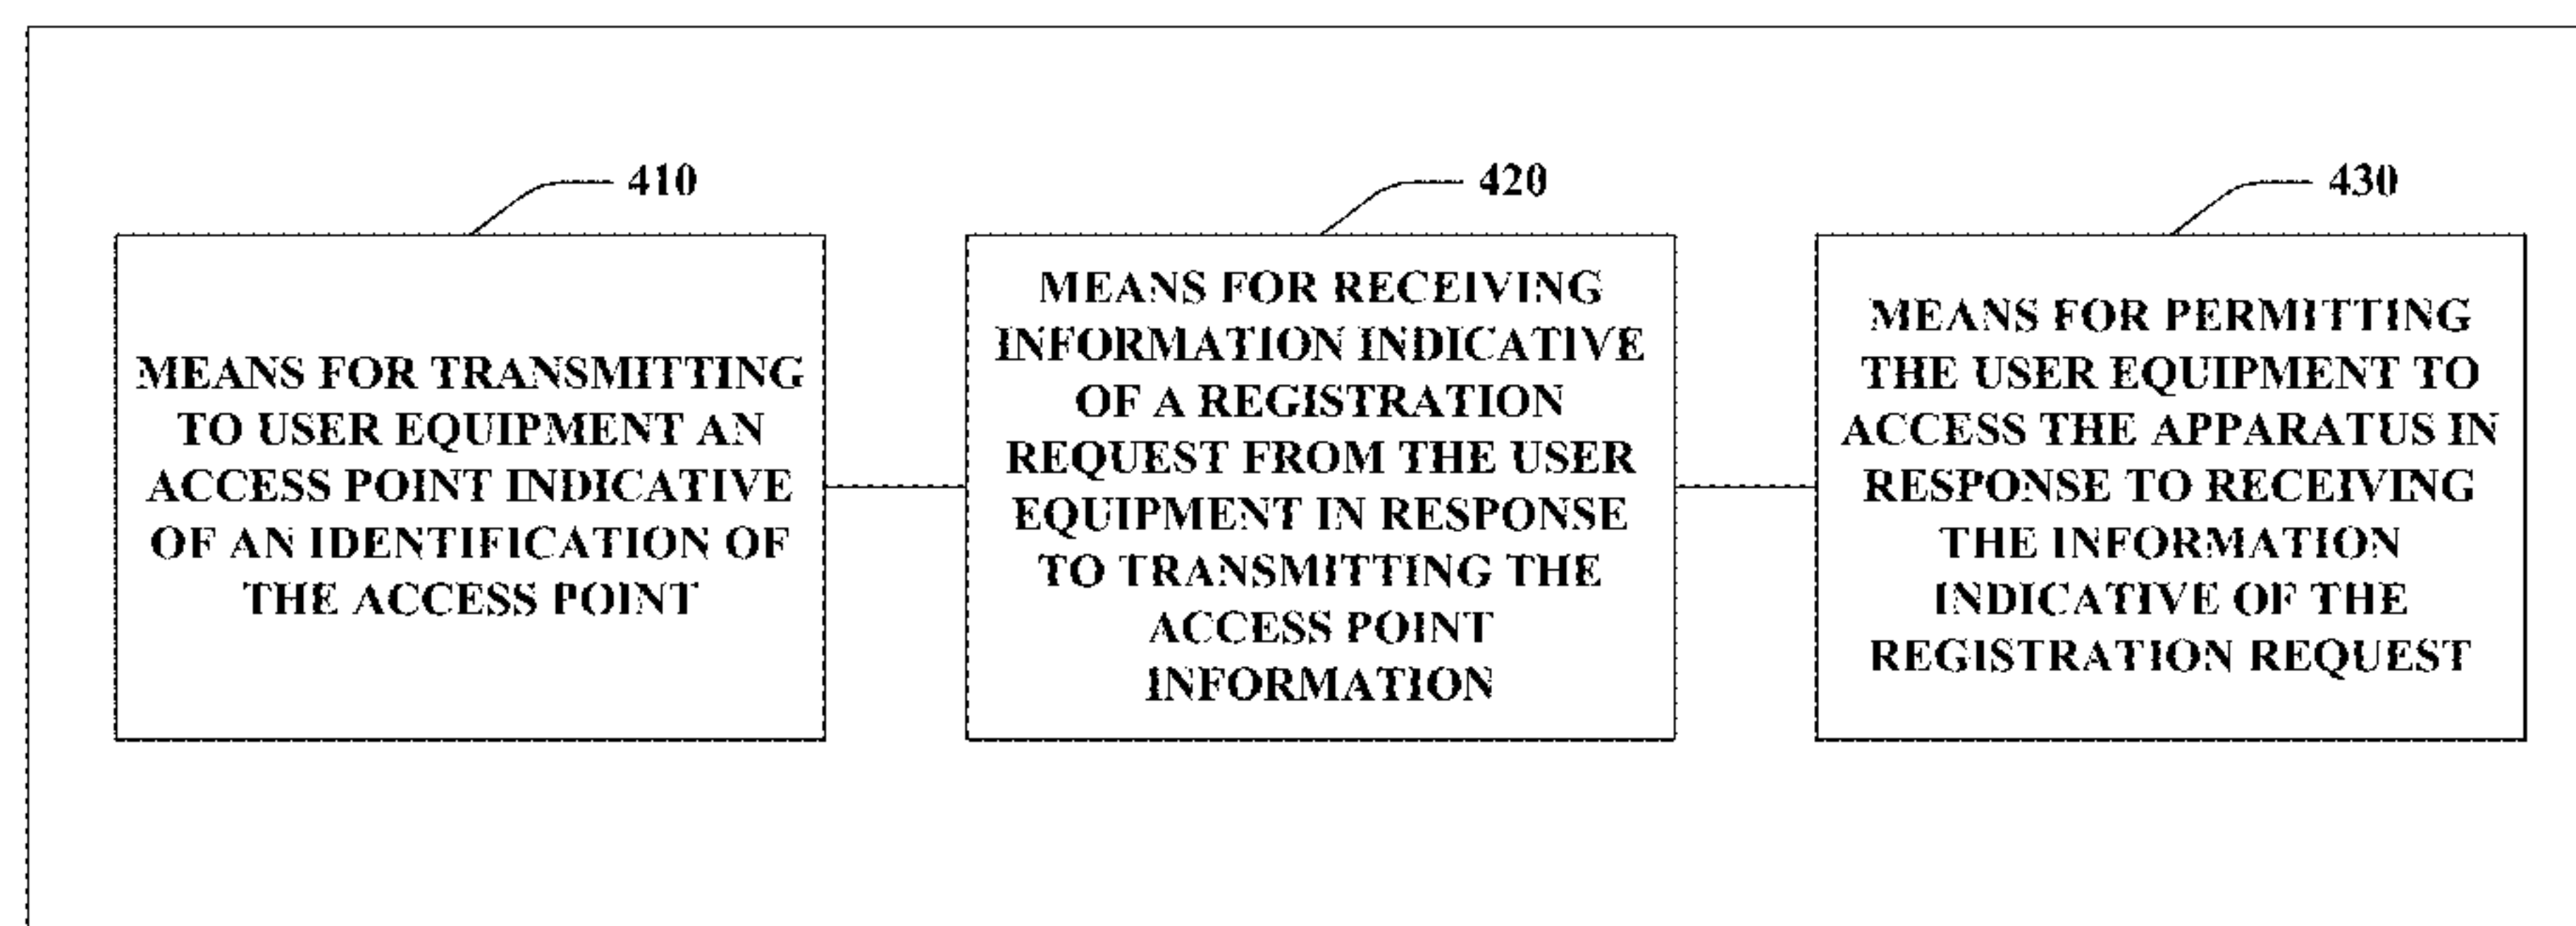 410
MEANS FOR TRANSMITTING
TO USER EQUIPMENT AN
ACCESS POINT INDICATIVE
OF AN IDENTIFICATION OF
THE ACCESS POINT
420
MEANS FOR RECEIVING
INFORMATION INDICATIVE
OF A REGISTRATION
REQUEST FROM THE USER
EQUIPMENT IN RESPONSE
TO TRANSMITTING THE
ACCESS POINT
INFORMATION
430
MEANS FOR PERMITTING
THE USER EQUIPMENT TO
ACCESS THE APPARATUS IN
RESPONSE TO RECEIVING
THE INFORMATION
INDICATIVE OF THE
REGISTRATION REQUEST